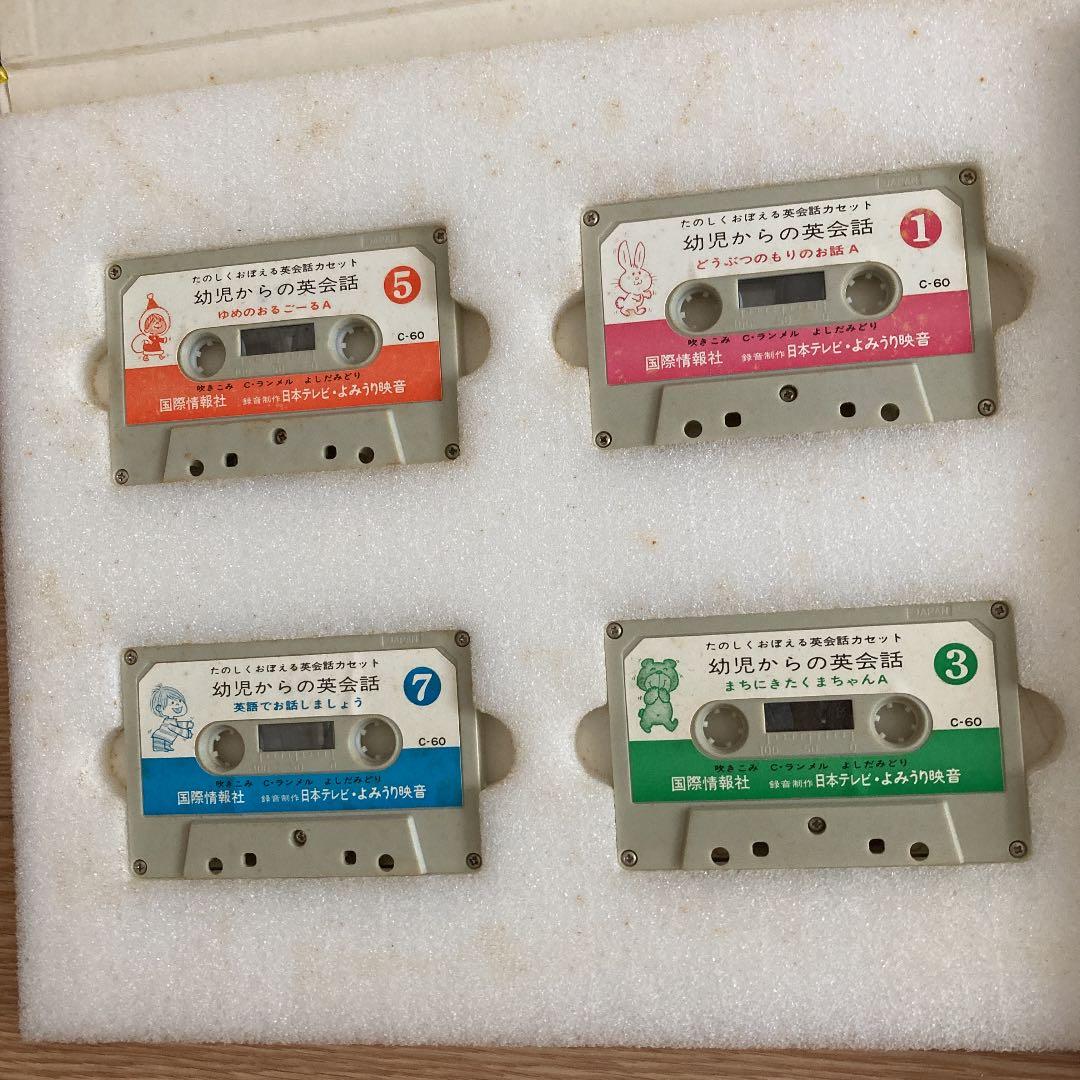 JAPAN
たのしくおぼえる英会話カセット
幼児からの英会話
5
ゆめのおるごーるA
C-60
吹きこみ C・ランメル よしだみどり
国際情報社 録音制作 日本テレビ・よみうり映音
JAPAN
たのしくおぼえる英会話カセット
幼児からの英会話
1
どうぶつのもりのお話A
C-60
吹きこみ C・ランメル よしだみどり
国際情報社 録音制作 日本テレビ・よみうり映音
JAPAN
たのしくおぼえる英会話カセット
幼児からの英会話
7
英語でお話しましょう
C-60
吹きこみ C・ランメル よしだみどり
国際情報社 録音制作 日本テレビ・よみうり映音
JAPAN
たのしくおぼえる英会話カセット
幼児からの英会話
3
まちにきたくまちゃんA
C-60
100 50 0
吹きこみ C・ランメル よしだみどり
国際情報社 録音制作 日本テレビ・よみうり映音